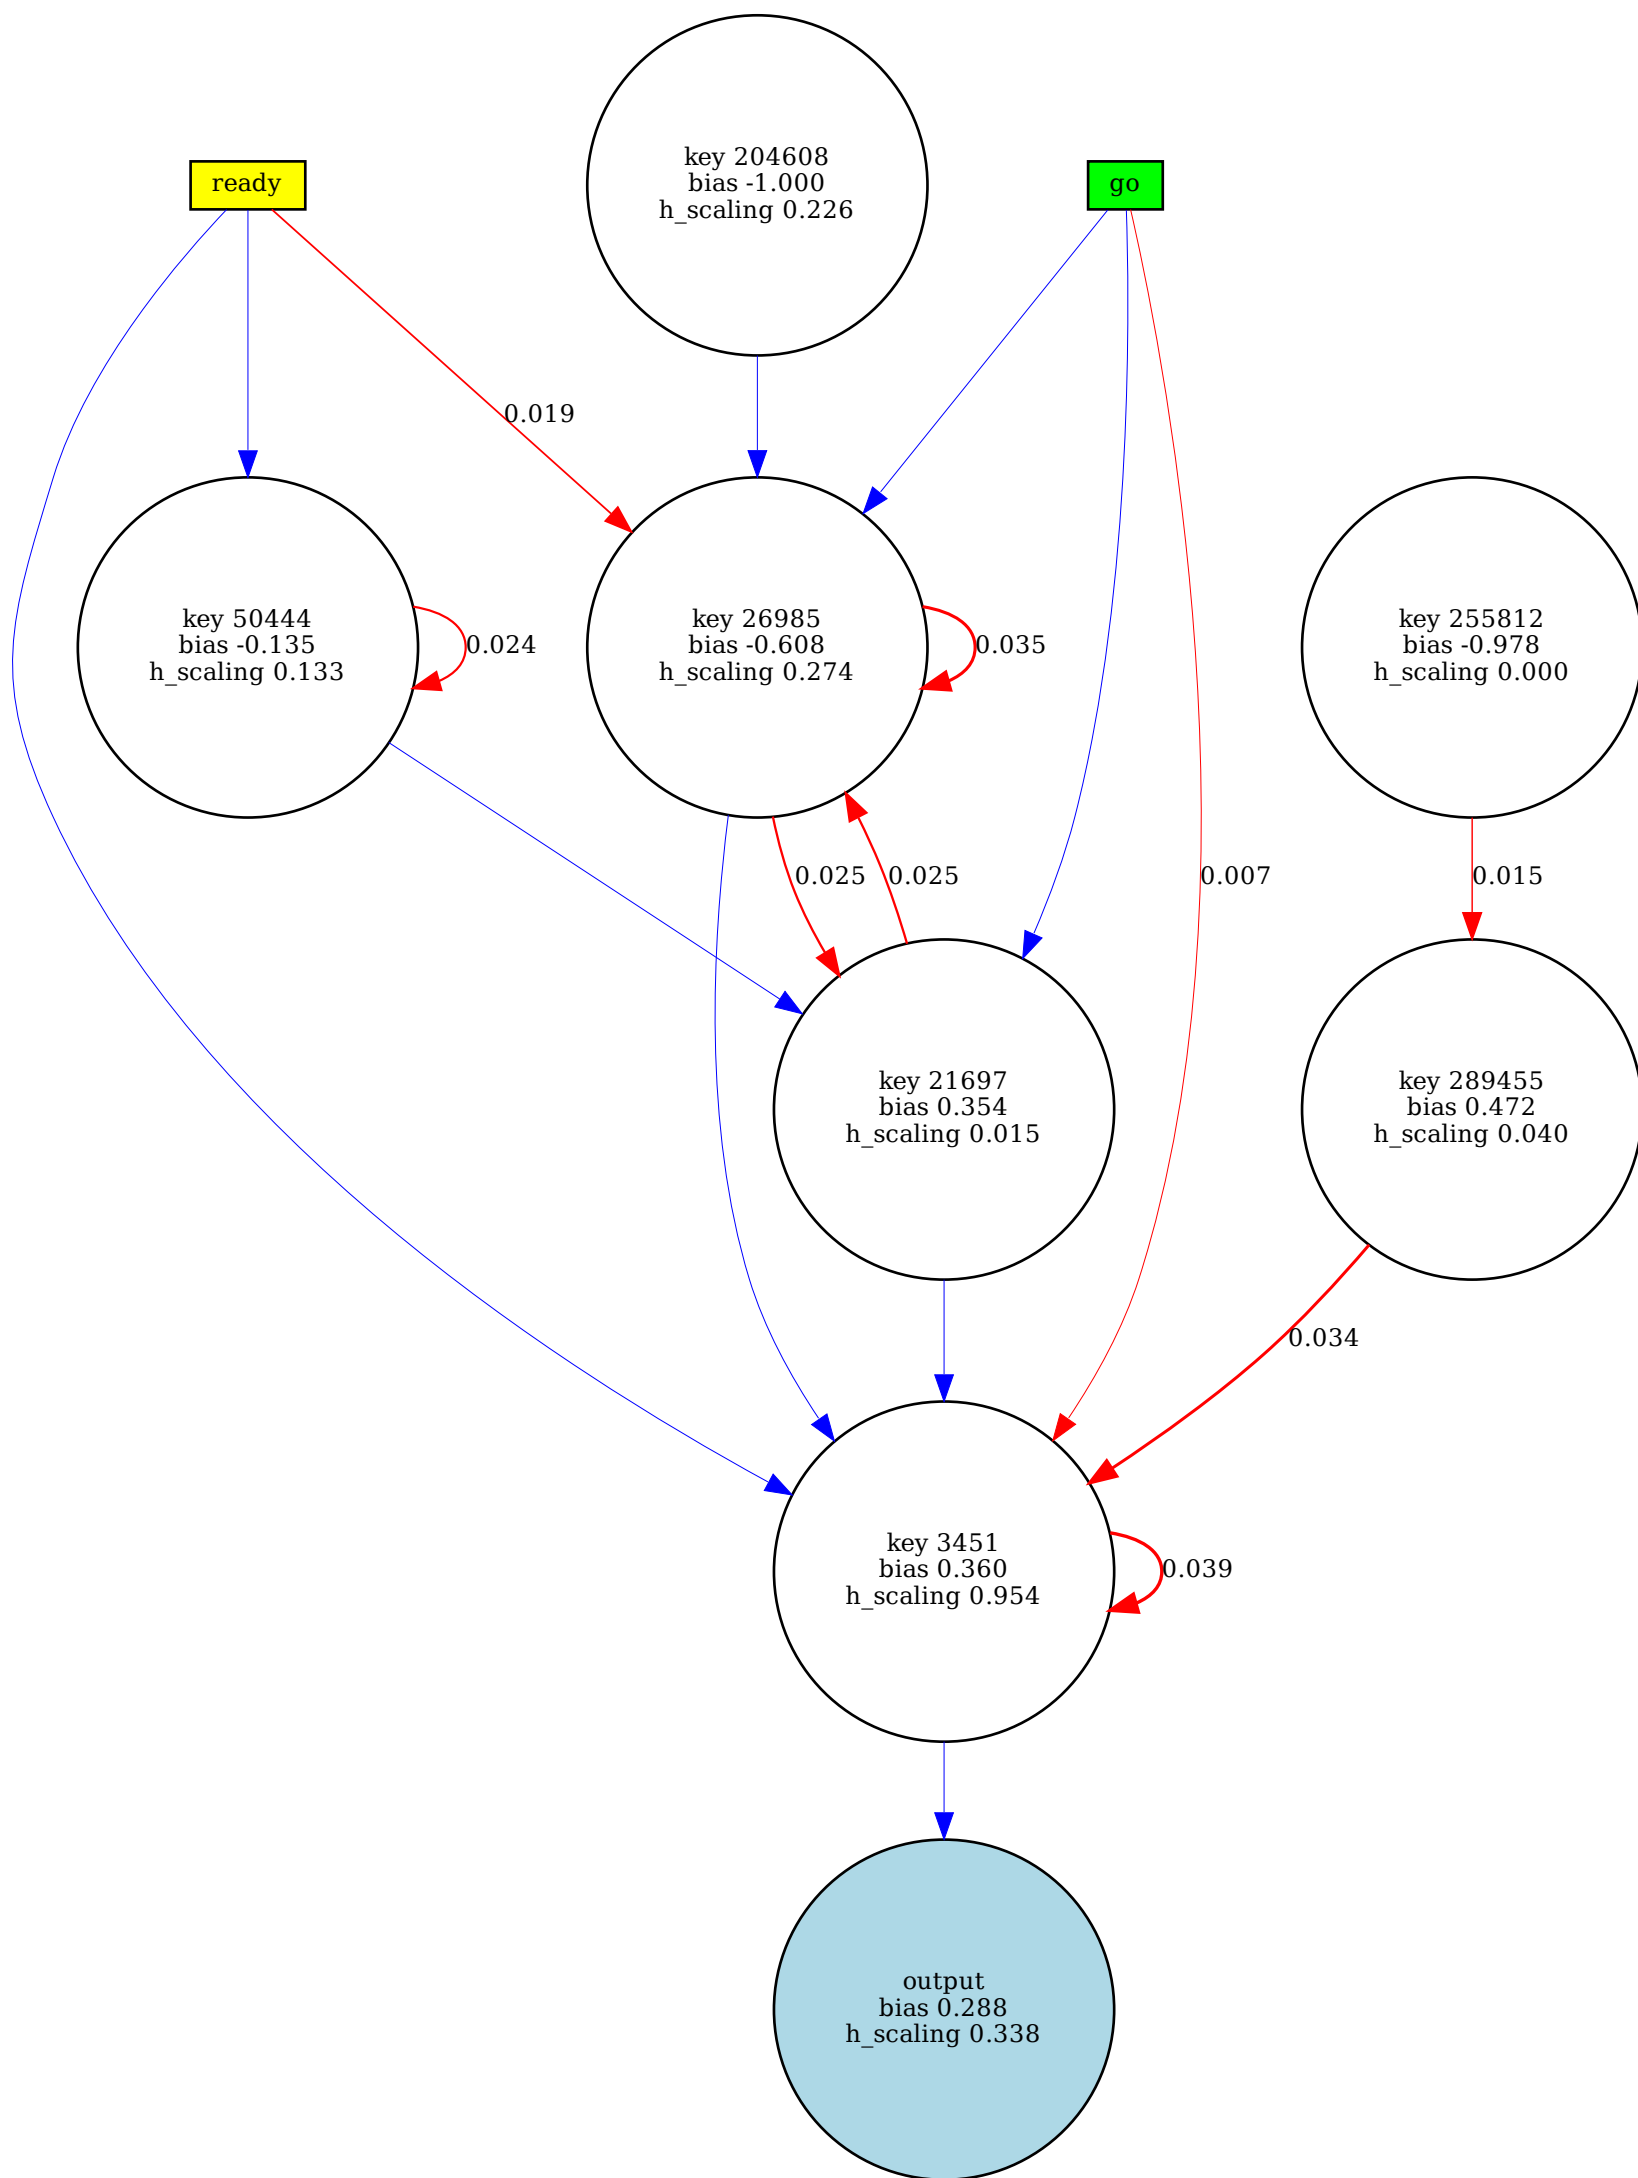 key 204608
bias -1.000
h_scaling 0.226
ready
go
0.019
key 50444
bias -0.135
h_scaling 0.133
0.024
key 26985
bias -0.608
h_scaling 0.274
0.035
key 255812
bias -0.978
h_scaling 0.000
0.025
0.025
0.007
0.015
key 21697
bias 0.354
h_scaling 0.015
key 289455
bias 0.472
h_scaling 0.040
0.034
key 3451
bias 0.360
h_scaling 0.954
0.039
output
bias 0.288
h_scaling 0.338